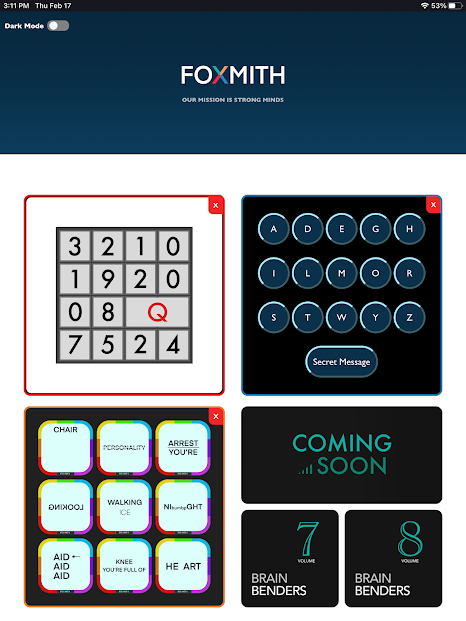 3:11 PM Thu Feb 17 53%
Dark Mode
FOXMITH
OUR MISSION IS STRONG MINDS
X
X
3 2 1 0
1 9 2 0
0 8 Q
7 5 2 4
A D E G H
I L M O R
S T W Y Z
Secret Message
X
CHAIR
PERSONALITY
ARREST
YOU'RE
LOOKING
WALKING
ICE
NIbumbpGHT
AID ←
AID
AID
KNEE
YOU'RE FULL OF
HE ART
COMING
SOON
7
VOLUME
BRAIN
BENDERS
8
VOLUME
BRAIN
BENDERS